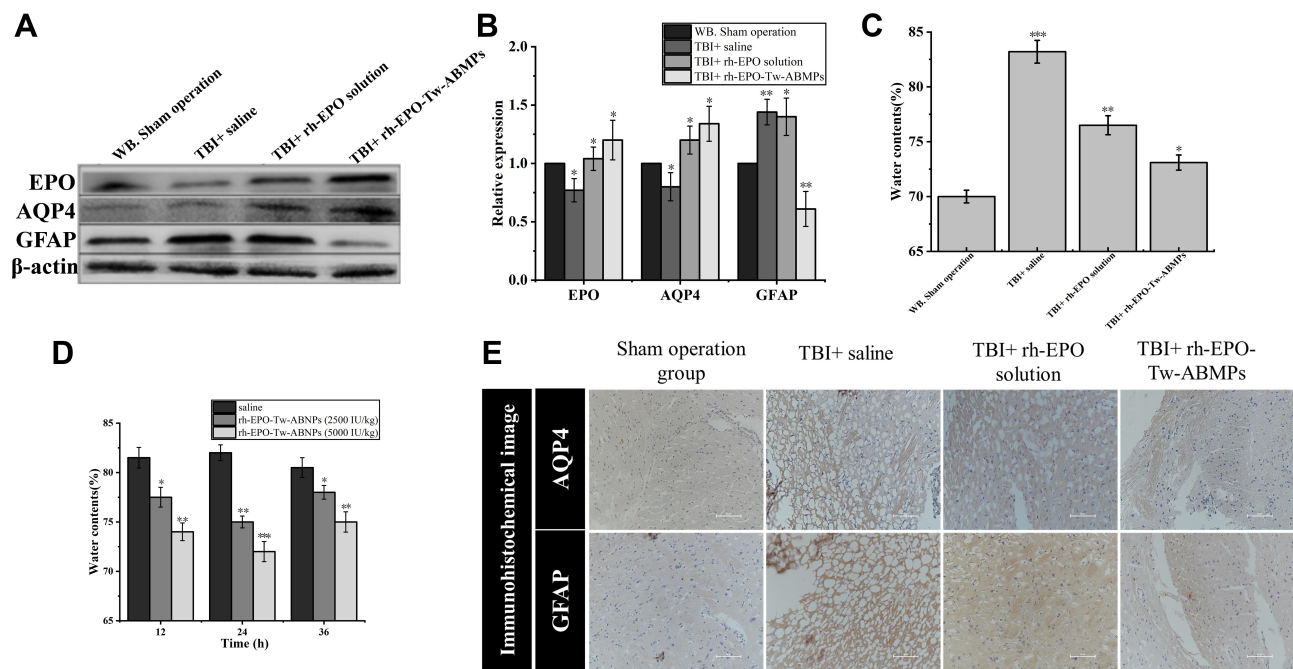 A
WB. Sham operation
TBI+ saline
TBI+ rh-EPO solution
TBI+ rh-EPO-Tw-ABMPs
EPO
AQP4
GFAP
β-actin
B
WB. Sham operation
TBI+ saline
TBI+ rh-EPO solution
TBI+ rh-EPO-Tw-ABMPs
Relative expression
2.0
1.5
1.0
0.5
0.0
* * *
* * *
** * **
EPO AQP4 GFAP
C
Water contents(%)
85
80
75
70
65
***
**
*
WB. Sham operation
TBI+ saline
TBI+ rh-EPO solution
TBI+ rh-EPO-Tw-ABMPs
D
saline
rh-EPO-Tw-ABNPs (2500 IU/kg)
rh-EPO-Tw-ABNPs (5000 IU/kg)
Water contents(%)
85
80
75
70
65
* **
** ***
* **
12 24 36
Time (h)
E
Sham operation
group
TBI+ saline
TBI+ rh-EPO
solution
TBI+ rh-EPO-
Tw-ABMPs
Immunohistochemical image
AQP4
GFAP